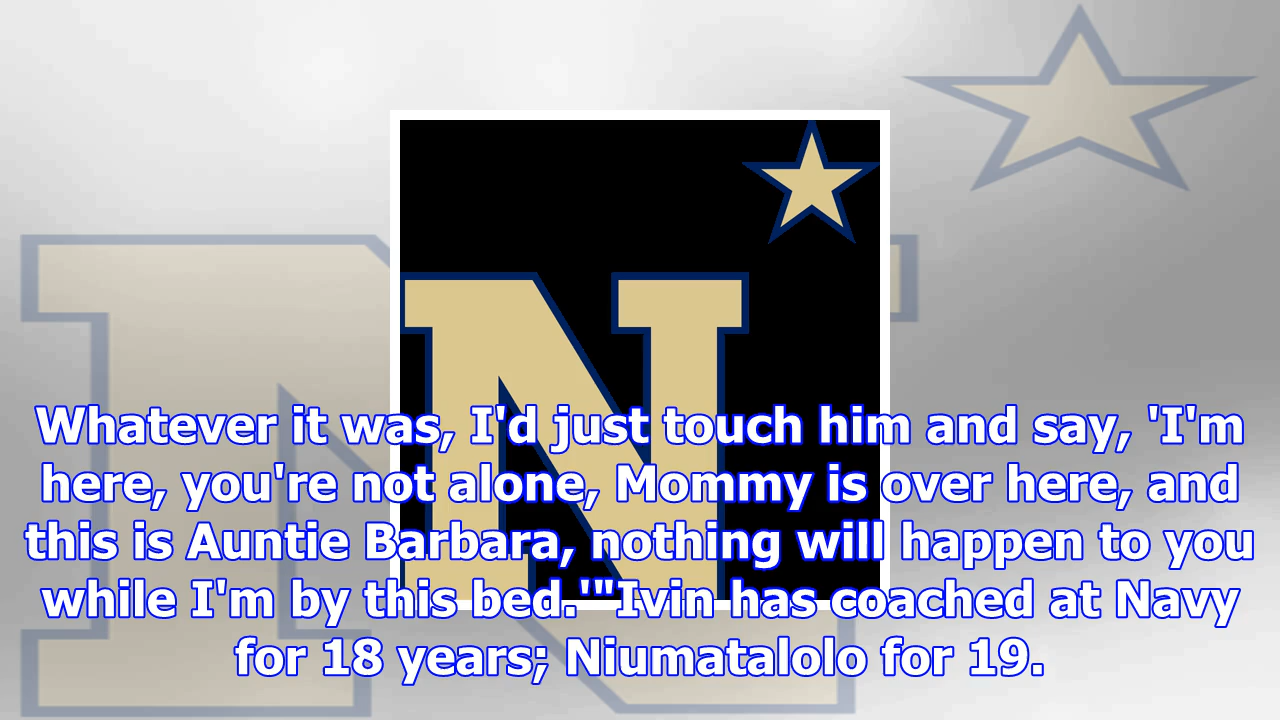 N
Whatever it was, I'd just touch him and say, 'I'm
here, you're not alone, Mommy is over here, and
this is Auntie Barbara, nothing will happen to you
while I'm by this bed.'"Ivin has coached at Navy
for 18 years; Niumatalolo for 19.